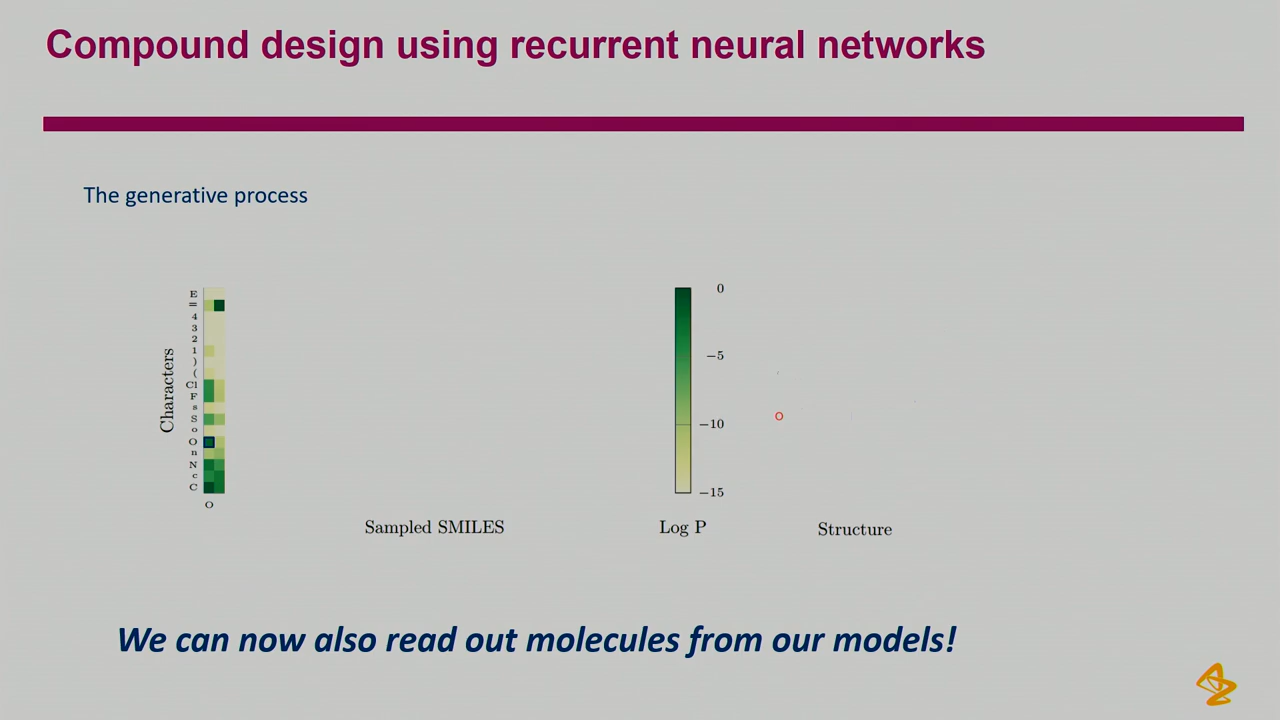 Compound design using recurrent neural networks
The generative process
E
=
4
3
2
1
)
(
Cl
F
s
S
o
O
n
N
c
C
Characters
O
Sampled SMILES
0
−5
−10
−15
Log P
O
Structure
We can now also read out molecules from our models!